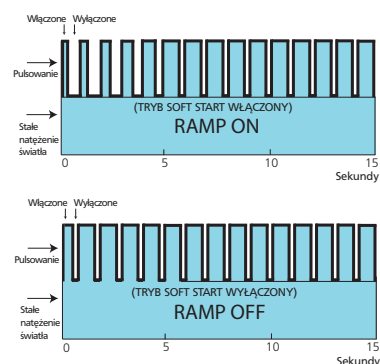 Włączone Wyłączone
Pulsowanie
(TRYB SOFT START WŁĄCZONY)
RAMP ON
Stałe
natężenie
światła
0 5 10 15
Sekundy
Włączone Wyłączone
Pulsowanie
(TRYB SOFT START WYŁĄCZONY)
RAMP OFF
Stałe
natężenie
światła
0 5 10 15
Sekundy